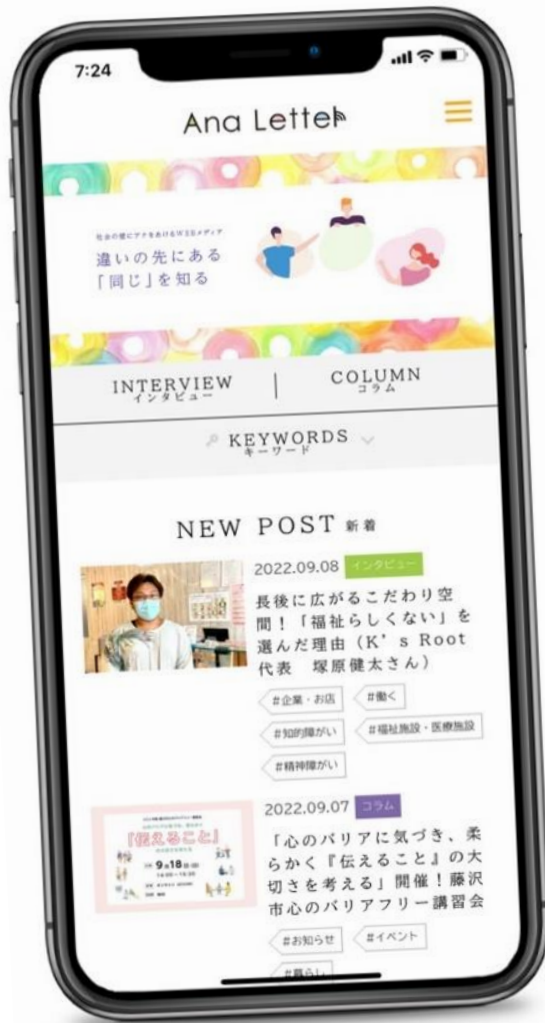 7:24
Ana Letter
社会の壁にアナをあけるWEBメディア
違いの先にある
「同じ」を知る
INTERVIEW
インタビュー
COLUMN
コラム
KEYWORDS
キーワード
NEW POST 新着
2022.09.08 インタビュー
長後に広がるこだわり空
間！「福祉らしくない」を
選んだ理由（K’s Root
代表 塚原健太さん）
#企業・お店 #働く
#知的障がい #福祉施設・医療施設
#精神障がい
2022.09.07 コラム
「伝えること」
9月18日
「心のバリアに気づき、柔
らかく『伝えること』の大
切さを考える」開催！藤沢
市心のバリアフリー講習会
#お知らせ #イベント
#暮らし